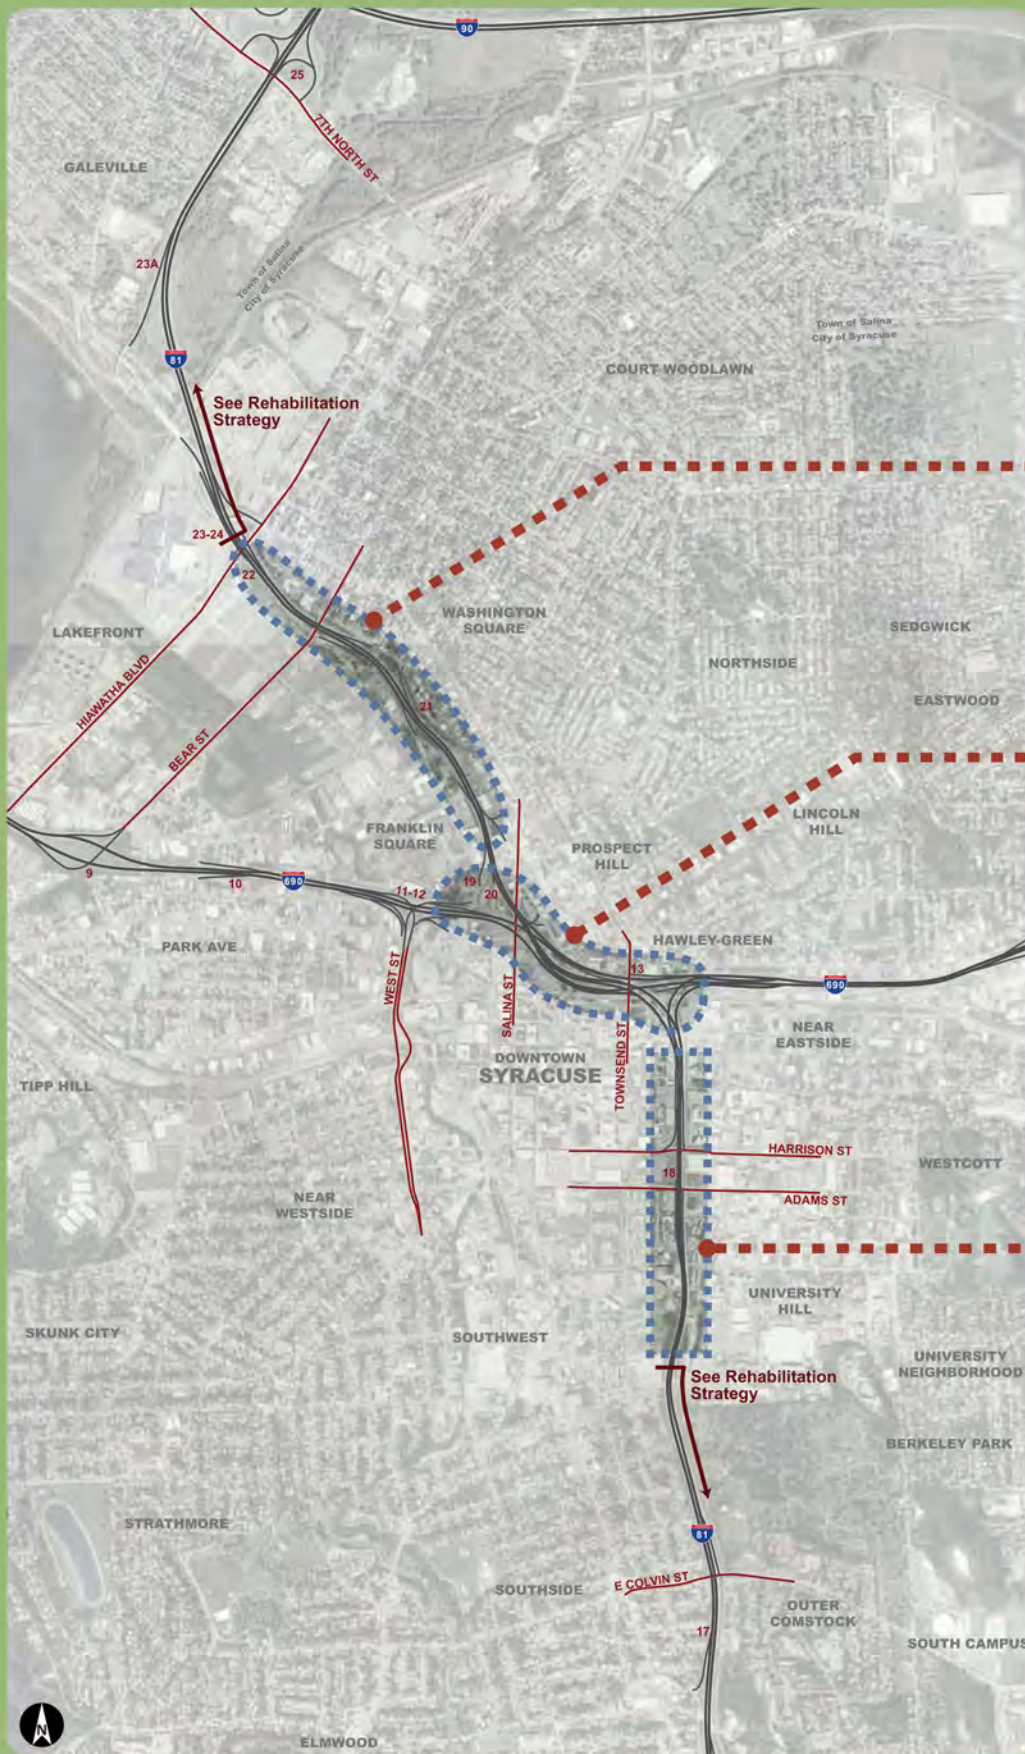 90
25
7TH NORTH ST
GALEVILLE
23A
Town of Salina
City of Syracuse
Town of Salina
City of Syracuse
81
COURT WOODLAWN
See Rehabilitation
Strategy
23-24
22
WASHINGTON
SQUARE
SEDGWICK
LAKEFRONT
NORTHSIDE
HIAWATHA BLVD
EASTWOOD
21
BEAR ST
LINCOLN
HILL
FRANKLIN
SQUARE
PROSPECT
HILL
9
10
690
11-12
19
20
PARK AVE
HAWLEY-GREEN
13
WEST ST
690
SALINA ST
NEAR
EASTSIDE
DOWNTOWN
SYRACUSE
TOWNSEND ST
TIPP HILL
HARRISON ST
WESTCOTT
18
ADAMS ST
NEAR
WESTSIDE
UNIVERSITY
HILL
SKUNK CITY
SOUTHWEST
UNIVERSITY
NEIGHBORHOOD
See Rehabilitation
Strategy
BERKELEY PARK
STRATHMORE
81
E COLVIN ST
SOUTHSIDE
OUTER
COMSTOCK
17
SOUTH CAMPUS
N
ELMWOOD